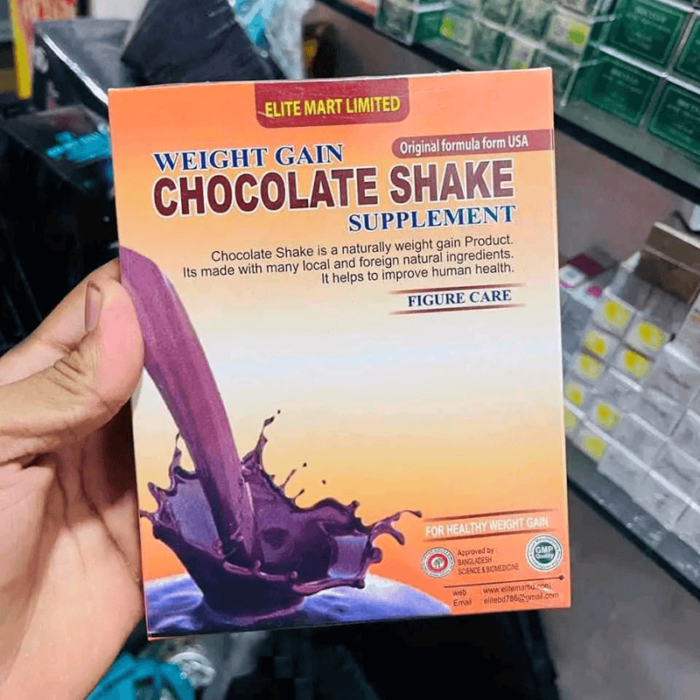 ELITE MART LIMITED
Original formula form USA
WEIGHT GAIN
CHOCOLATE SHAKE
SUPPLEMENT
Chocolate Shake is a naturally weight gain Product.
Its made with many local and foreign natural ingredients.
It helps to improve human health.
FIGURE CARE
FOR HEALTHY WEIGHT GAIN
Approved by :
BANGLADESH
SCIENCE & BIOMEDICINE
GMP
Quality
web
Email elitebd786@gmail.com